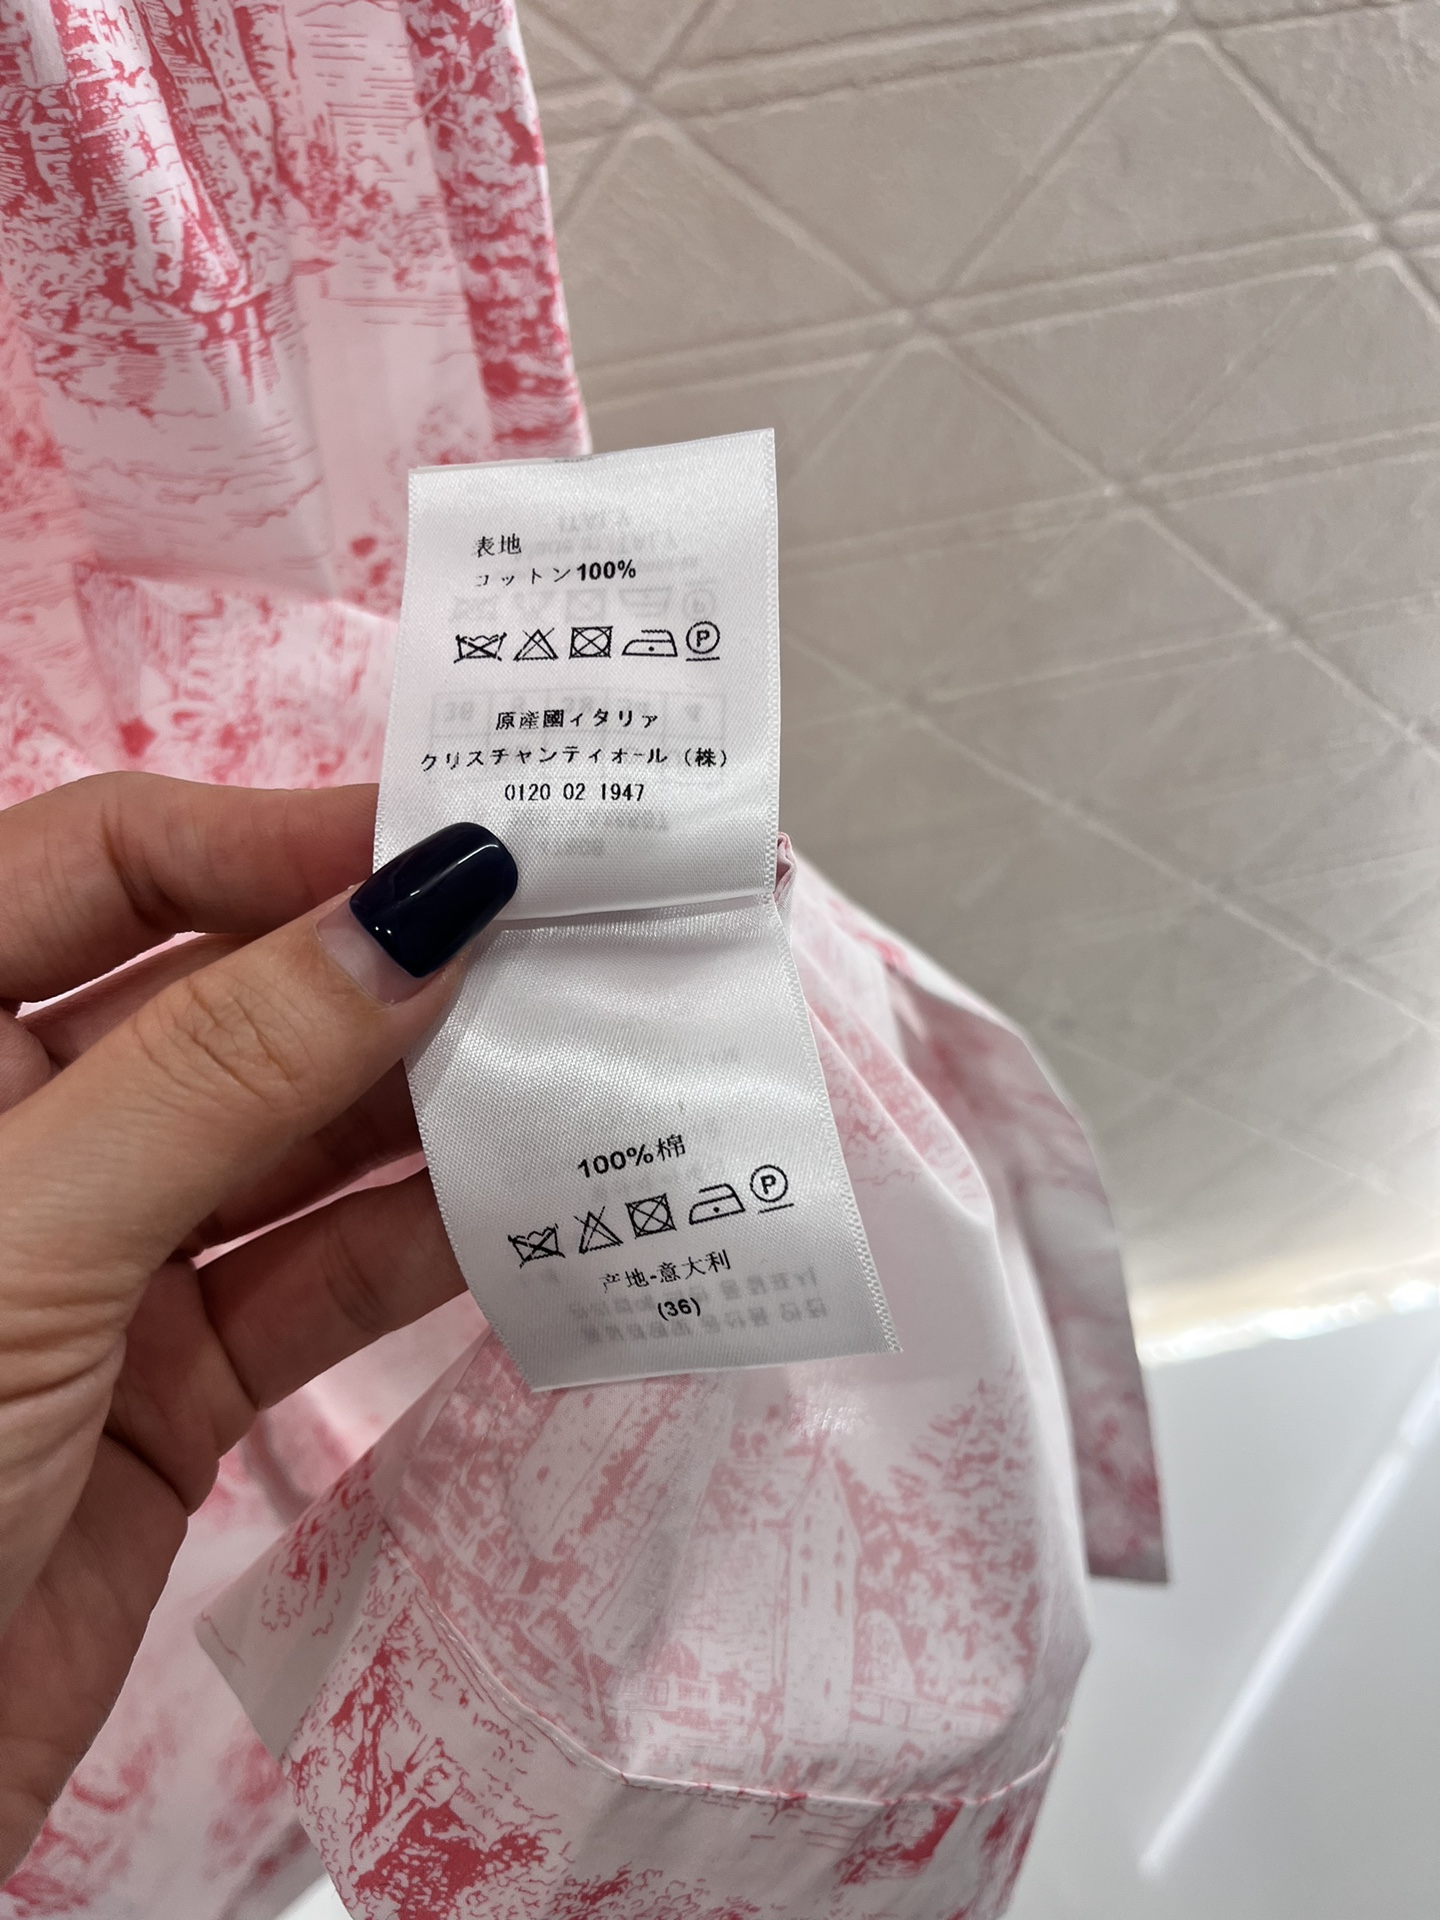 表地
コットン100%
P
原産國イタリア
クリスチャンディオール（株）
0120 02 1947
100%棉
P
产地-意大利
(36)